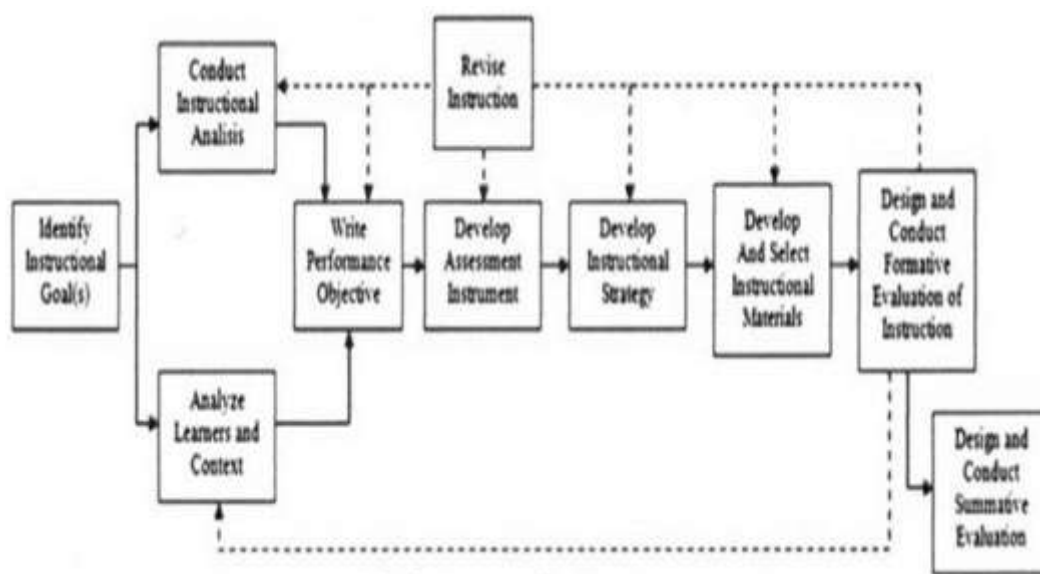 Conduct
Instructional
Analisis
Revise
Instruction
Identify
Instructional
Goal(s)
Write
Performance
Objective
Develop
Assessment
Instrument
Develop
Instructional
Strategy
Develop
And Select
Instructional
Materials
Design and
Conduct
Formative
Evaluation of
Instruction
Analyze
Learners and
Context
Design and
Conduct
Summative
Evaluation